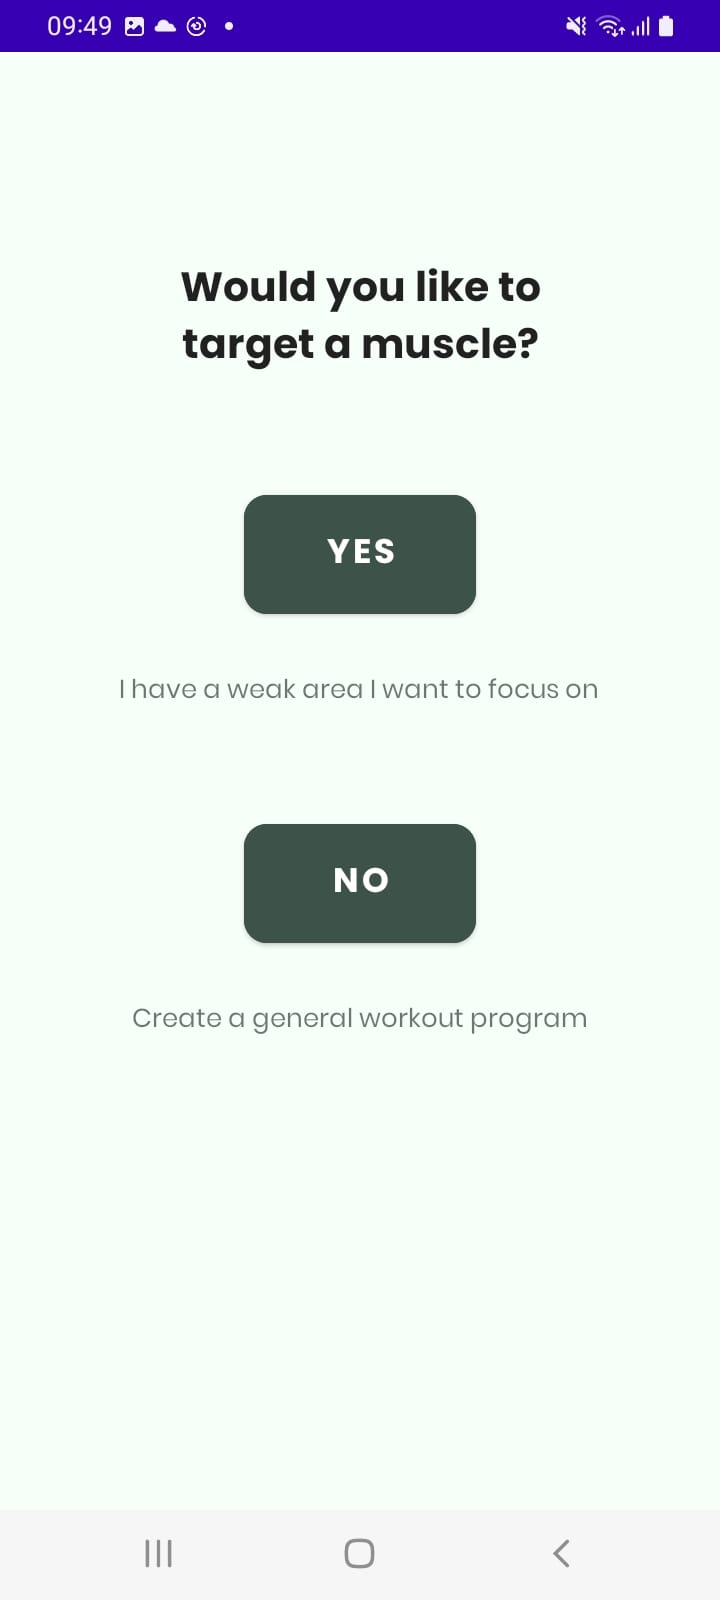 09:49
Would you like to
target a muscle?
YES
I have a weak area I want to focus on
NO
Create a general workout program